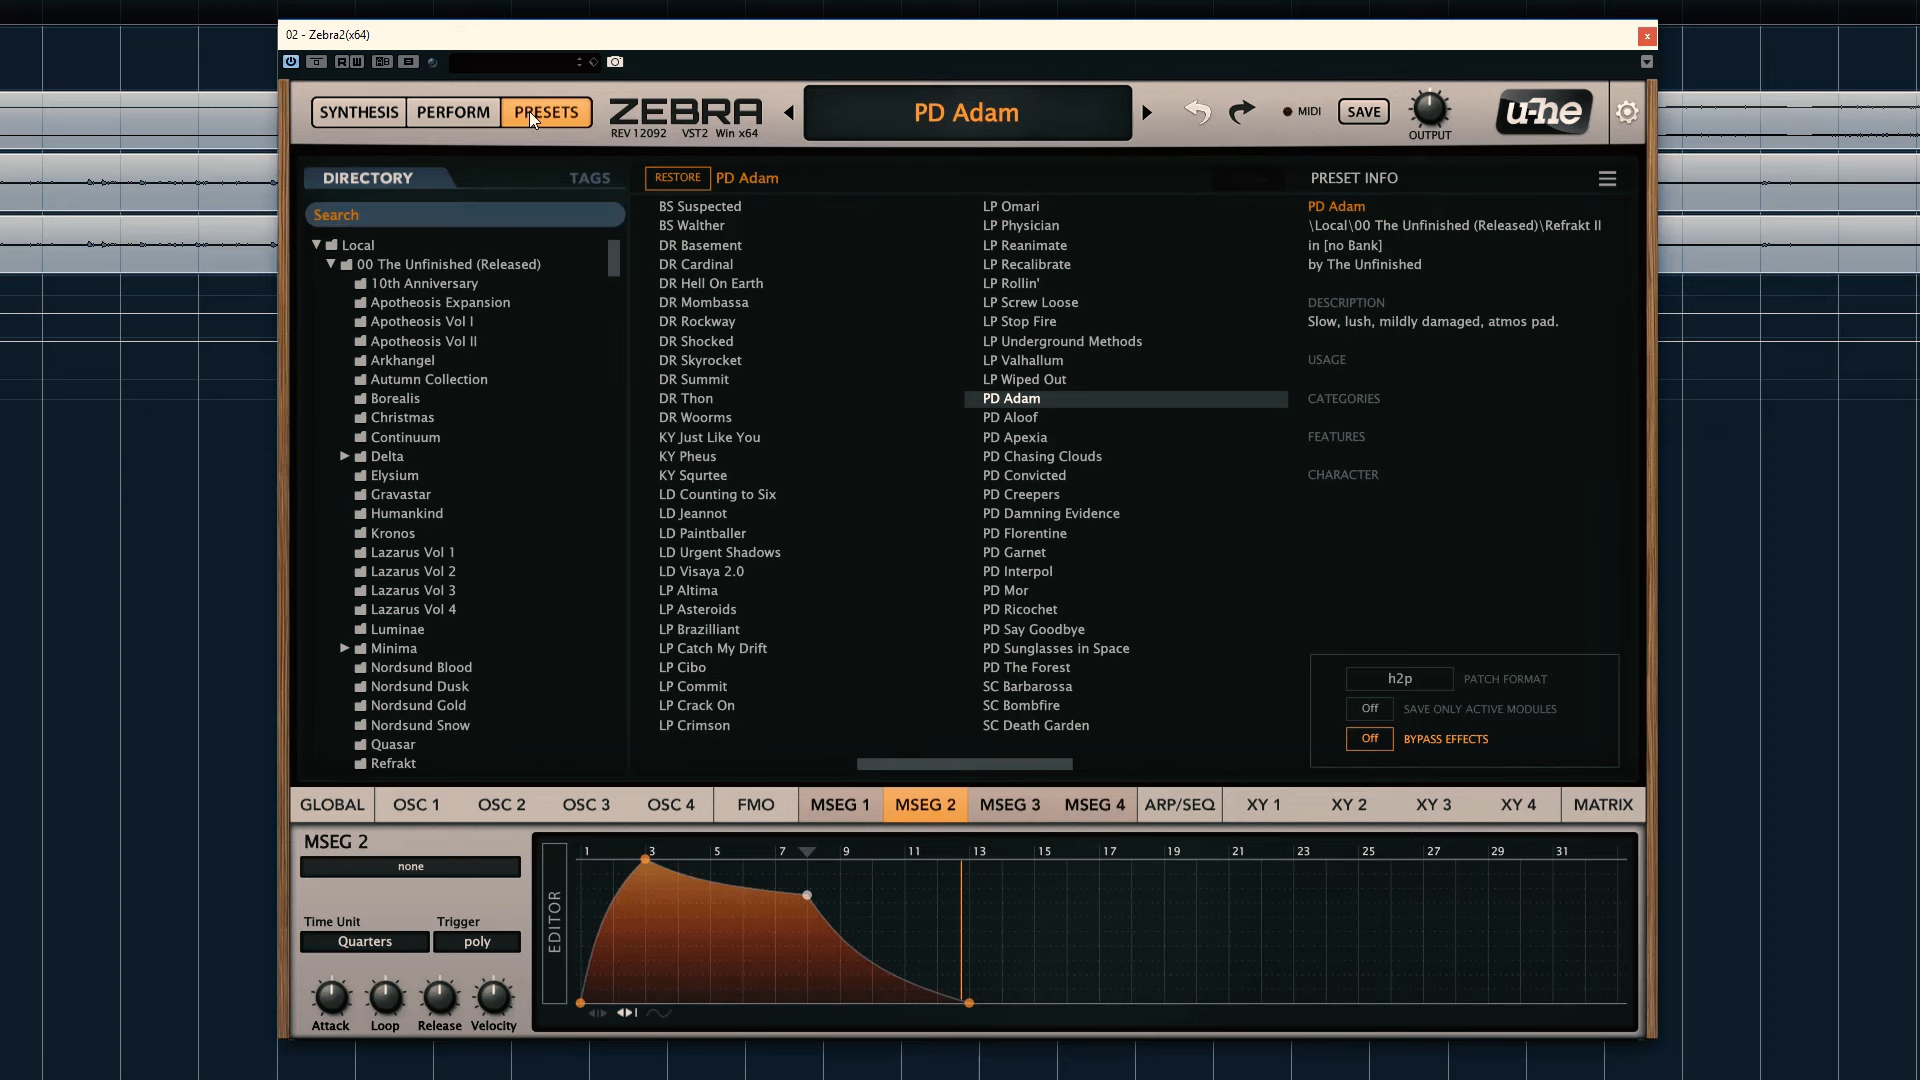 02 - Zebra2(x64)
x
R W AB
SYNTHESIS PERFORM PRESETS
ZEBRA
REV 12092 VST2 Win x64
PD Adam
MIDI
SAVE
OUTPUT
u-he
DIRECTORY
TAGS
Search
Local
00 The Unfinished (Released)
10th Anniversary
Apotheosis Expansion
Apotheosis Vol I
Apotheosis Vol II
Arkhangel
Autumn Collection
Borealis
Christmas
Continuum
Delta
Elysium
Gravastar
Humankind
Kronos
Lazarus Vol 1
Lazarus Vol 2
Lazarus Vol 3
Lazarus Vol 4
Luminae
Minima
Nordsund Blood
Nordsund Dusk
Nordsund Gold
Nordsund Snow
Quasar
Refrakt
RESTORE PD Adam
BS Suspected
BS Walther
DR Basement
DR Cardinal
DR Hell On Earth
DR Mombassa
DR Rockway
DR Shocked
DR Skyrocket
DR Summit
DR Thon
DR Woorms
KY Just Like You
KY Pheus
KY Squrtee
LD Counting to Six
LD Jeannot
LD Paintballer
LD Urgent Shadows
LD Visaya 2.0
LP Altima
LP Asteroids
LP Brazilliant
LP Catch My Drift
LP Cibo
LP Commit
LP Crack On
LP Crimson
LP Omari
LP Physician
LP Reanimate
LP Recalibrate
LP Rollin'
LP Screw Loose
LP Stop Fire
LP Underground Methods
LP Valhallum
LP Wiped Out
PD Adam
PD Aloof
PD Apexia
PD Chasing Clouds
PD Convicted
PD Creepers
PD Damning Evidence
PD Florentine
PD Garnet
PD Interpol
PD Mor
PD Ricochet
PD Say Goodbye
PD Sunglasses in Space
PD The Forest
SC Barbarossa
SC Bombfire
SC Death Garden
PRESET INFO
PD Adam
\Local\00 The Unfinished (Released)\Refrakt II
in [no Bank]
by The Unfinished
DESCRIPTION
Slow, lush, mildly damaged, atmos pad.
USAGE
CATEGORIES
FEATURES
CHARACTER
h2p PATCH FORMAT
Off SAVE ONLY ACTIVE MODULES
Off BYPASS EFFECTS
GLOBAL OSC 1 OSC 2 OSC 3 OSC 4 FMO MSEG 1 MSEG 2 MSEG 3 MSEG 4 ARP/SEQ XY 1 XY 2 XY 3 XY 4 MATRIX
MSEG 2
none
Time Unit Trigger
Quarters poly
Attack Loop Release Velocity
EDITOR
1 3 5 7 9 11 13 15 17 19 21 23 25 27 29 31